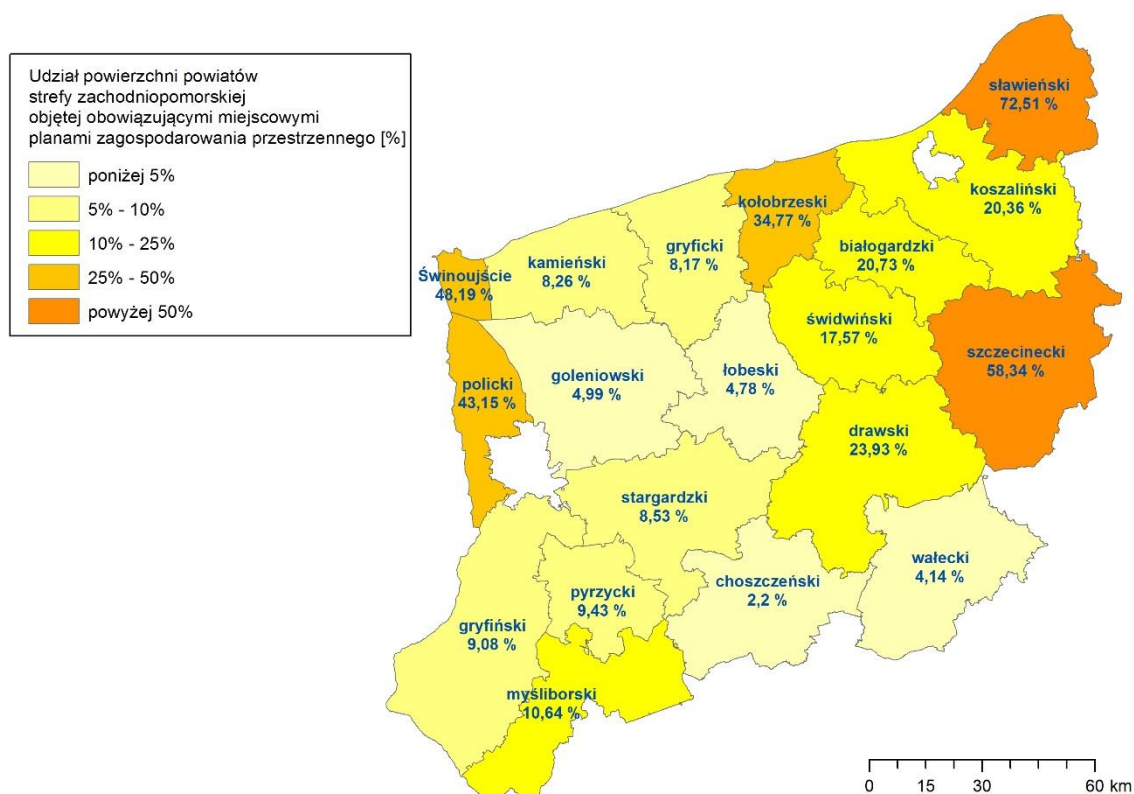 Udział powierzchni powiatów
strefy zachodniopomorskiej
objętej obowiązującymi miejscowymi
planami zagospodarowania przestrzennego [%]
poniżej 5%
5% - 10%
10% - 25%
25% - 50%
powyżej 50%
sławieński
72,51 %
koszaliński
20,36 %
kołobrzeski
34,77 %
białogardzki
20,73 %
gryficki
8,17 %
kamieński
8,26 %
Świnoujście
48,19 %
świdwiński
17,57 %
szczecinecki
58,34 %
łobeski
4,78 %
goleniowski
4,99 %
policki
43,15 %
drawski
23,93 %
stargardzki
8,53 %
wałecki
4,14 %
choszczeński
2,2 %
pyrzycki
9,43 %
gryfiński
9,08 %
myśliborski
10,64 %
0 15 30 60 km